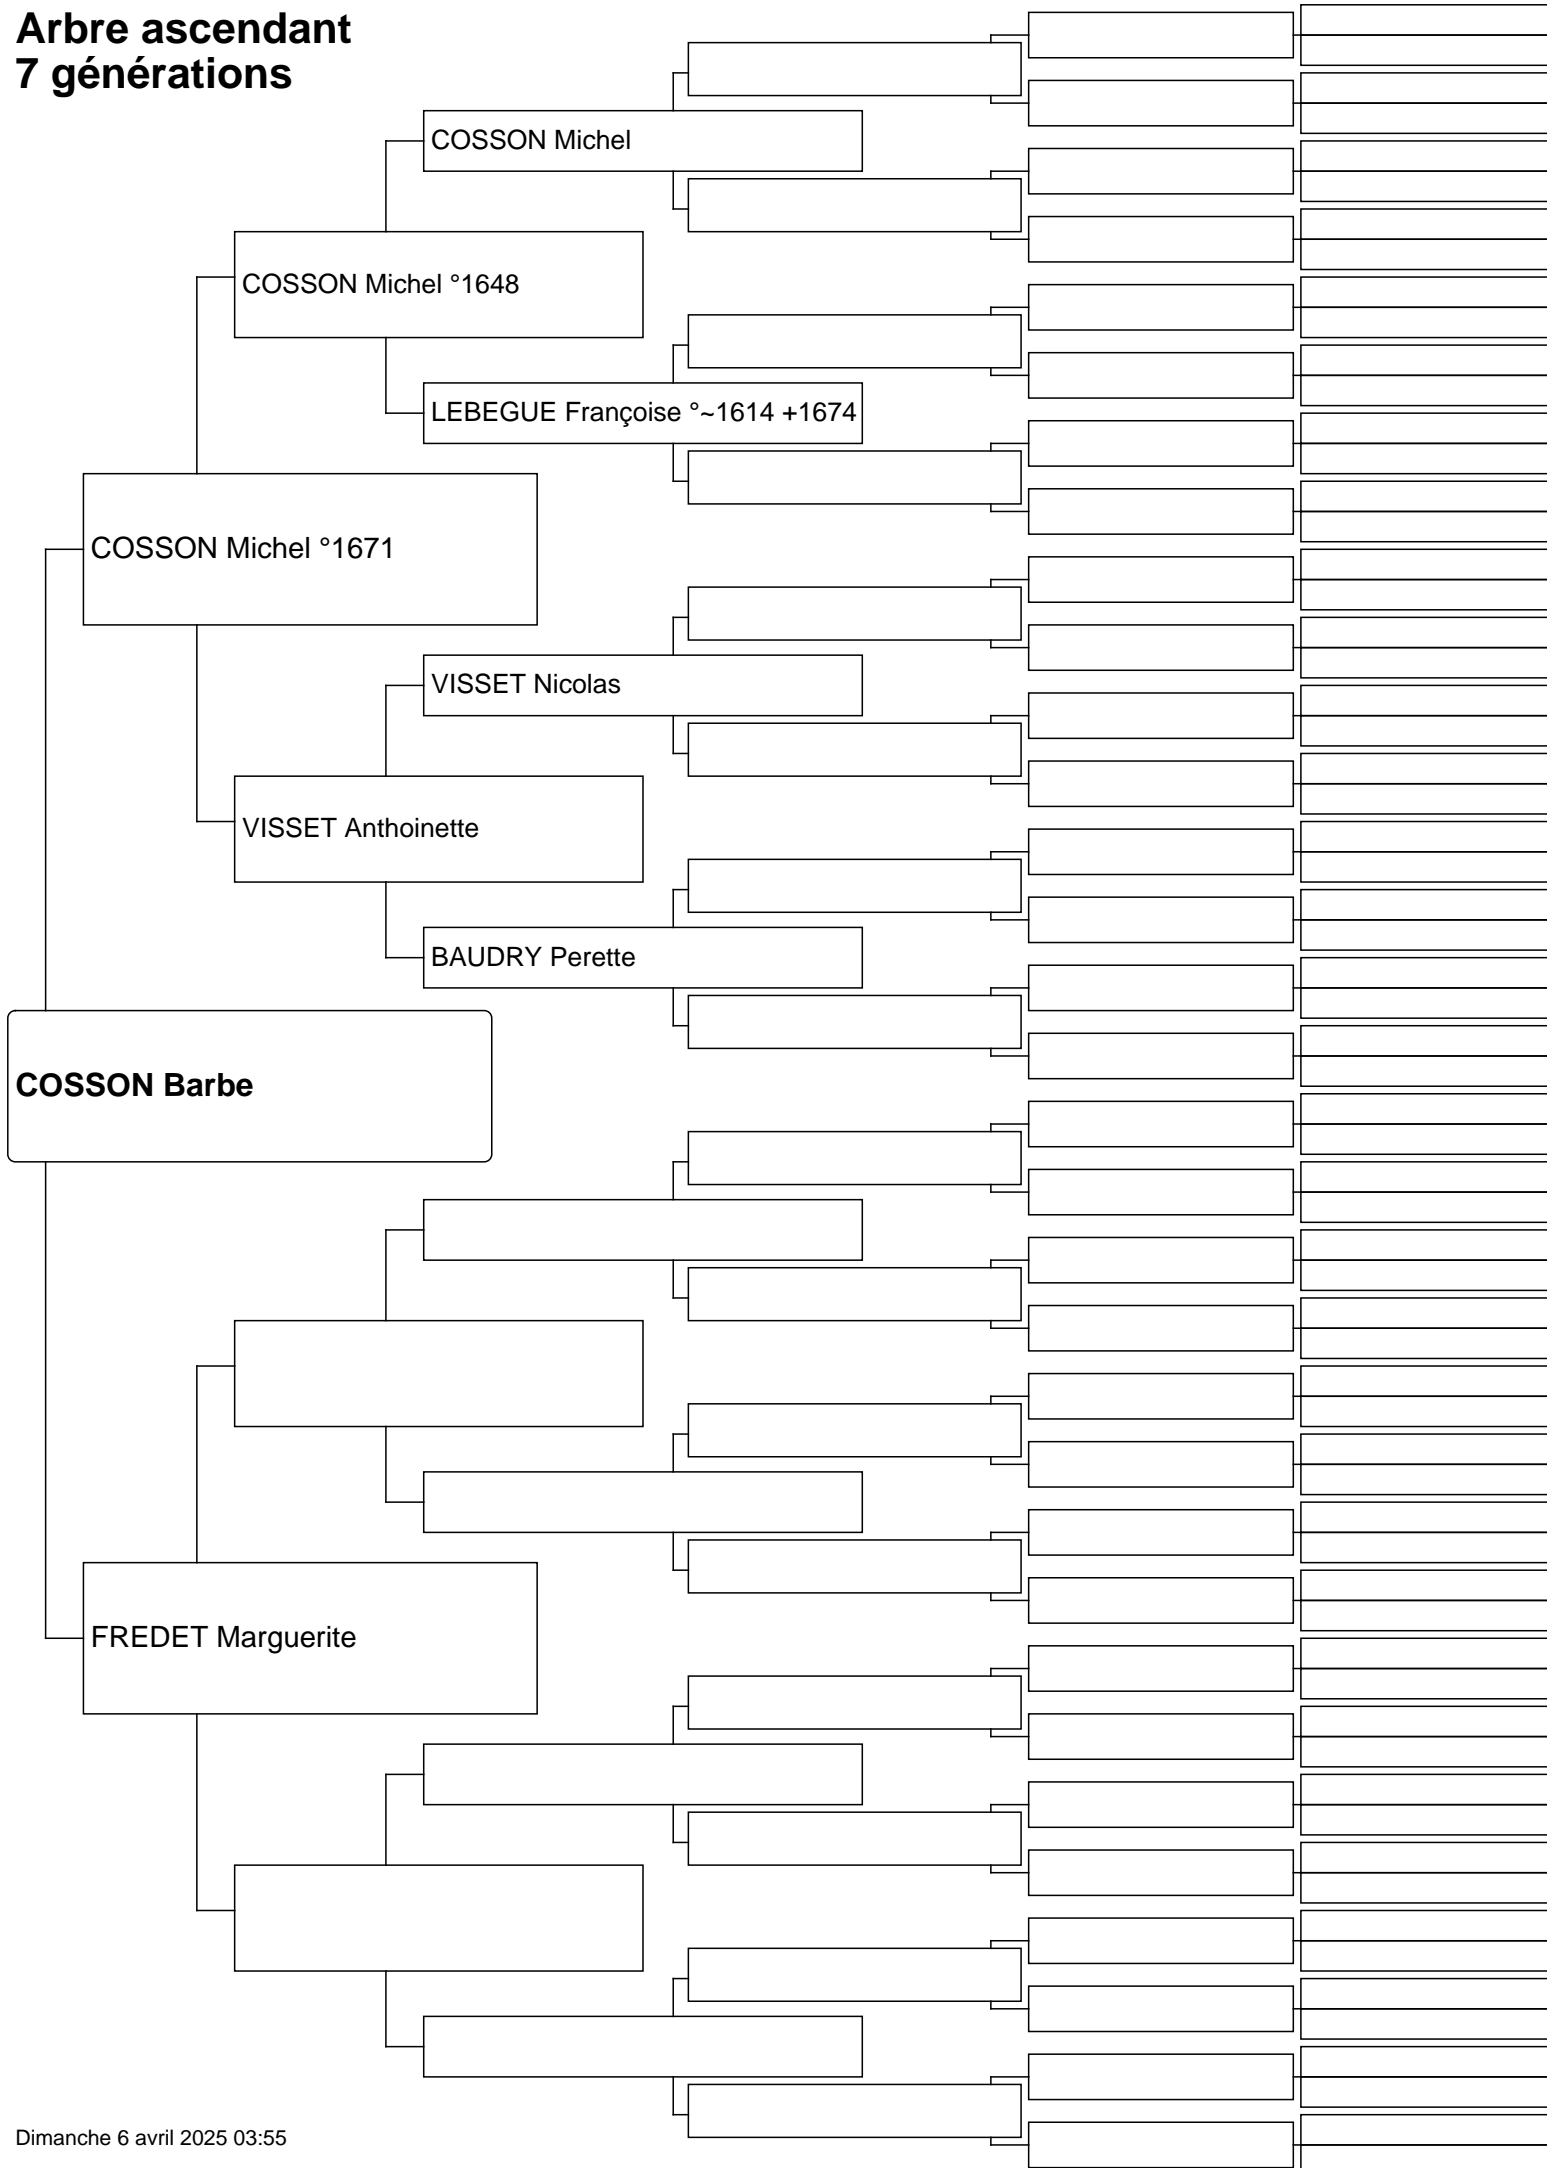 Arbre ascendant
7 générations
COSSON Michel
COSSON Michel °1648
LEBEGUE Françoise °~1614 +1674
COSSON Michel °1671
VISSET Nicolas
VISSET Anthoinette
BAUDRY Perette
COSSON Barbe
FREDET Marguerite
Dimanche 6 avril 2025 03:55